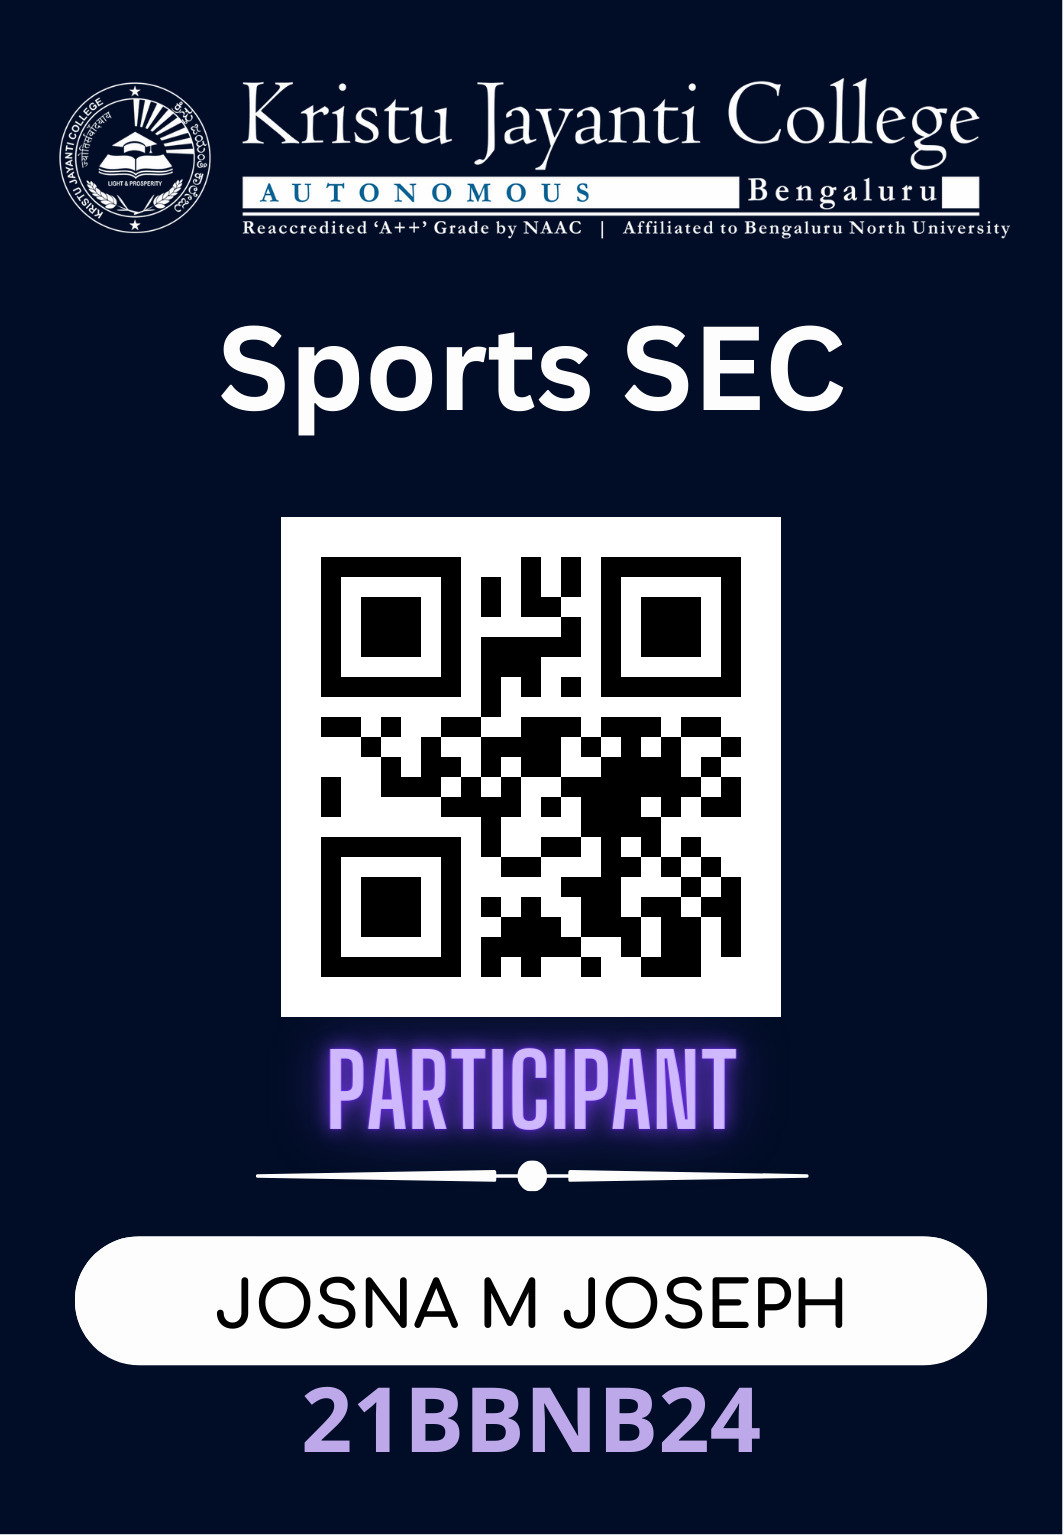 Kristu Jayanti College
AUTONOMOUS Bengaluru
Reaccredited ‘A++’ Grade by NAAC | Affiliated to Bengaluru North University
KRISTU JAYANTI COLLEGE
LIGHT & PROSPERITY
Sports SEC
PARTICIPANT
JOSNA M JOSEPH
21BBNB24